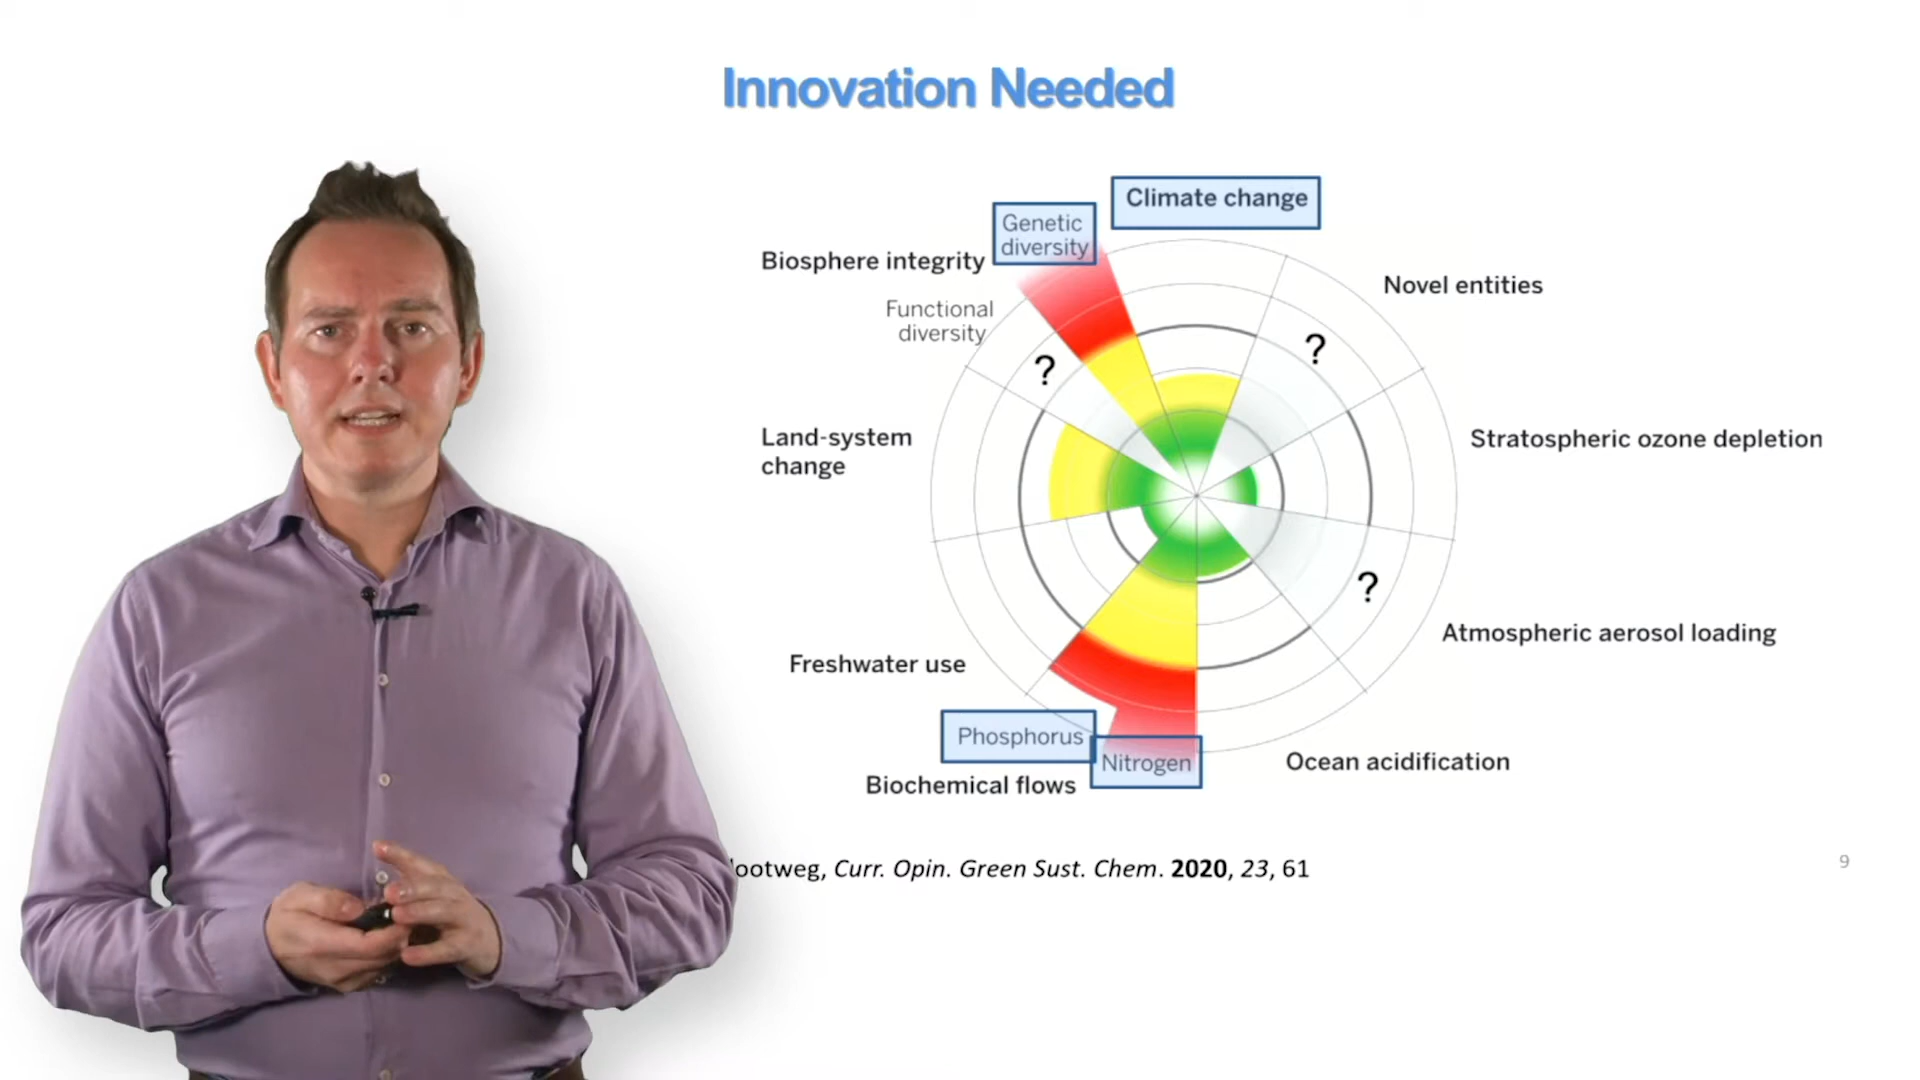 Innovation Needed
Climate change
Genetic
diversity
Biosphere integrity
Novel entities
Functional
diversity
?
?
Land-system
change
Stratospheric ozone depletion
?
Atmospheric aerosol loading
Freshwater use
Phosphorus
Nitrogen
Ocean acidification
Biochemical flows
ootweg, Curr. Opin. Green Sust. Chem. 2020, 23, 61
9